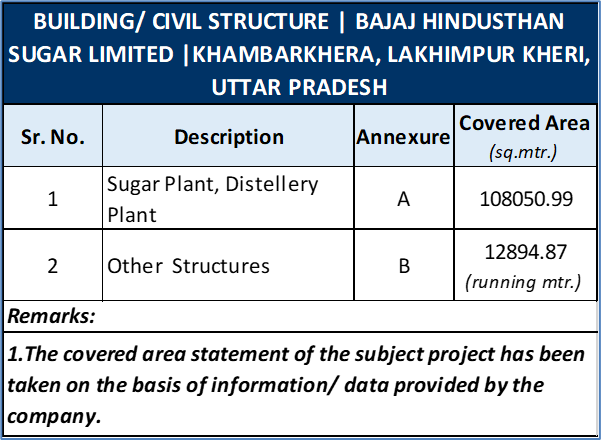 BUILDING/ CIVIL STRUCTURE | BAJAJ HINDUSTHAN
SUGAR LIMITED |KHAMBARKHERA, LAKHIMPUR KHERI,
UTTAR PRADESH
Sr. No. Description Annexure Covered Area
(sq.mtr.)
1 Sugar Plant, Distellery
Plant A 108050.99
2 Other Structures B 12894.87
(running mtr.)
Remarks:
1.The covered area statement of the subject project has been
taken on the basis of information/ data provided by the
company.